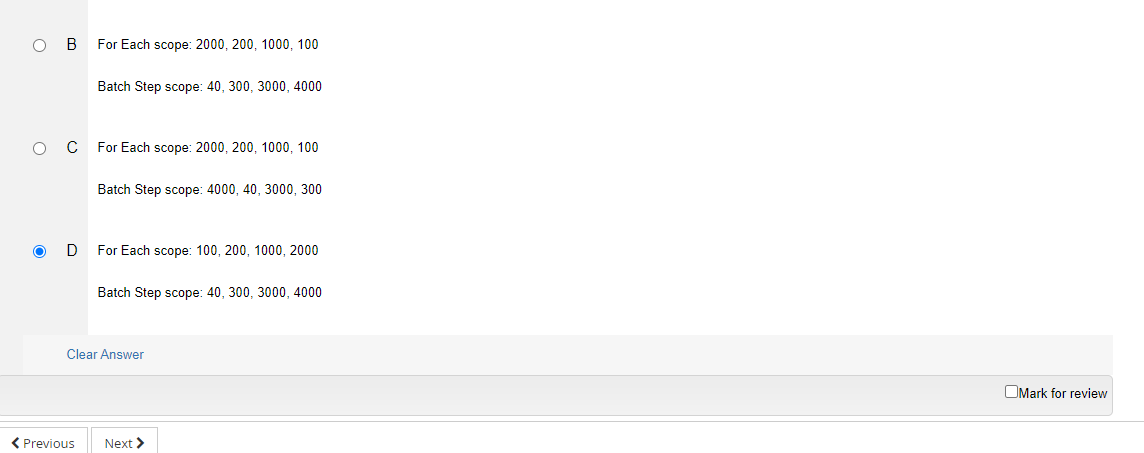 B For Each scope: 2000, 200, 1000, 100
Batch Step scope: 40, 300, 3000, 4000
C For Each scope: 2000, 200, 1000, 100
Batch Step scope: 4000, 40, 3000, 300
D For Each scope: 100, 200, 1000, 2000
Batch Step scope: 40, 300, 3000, 4000
Clear Answer
Mark for review
Previous Next